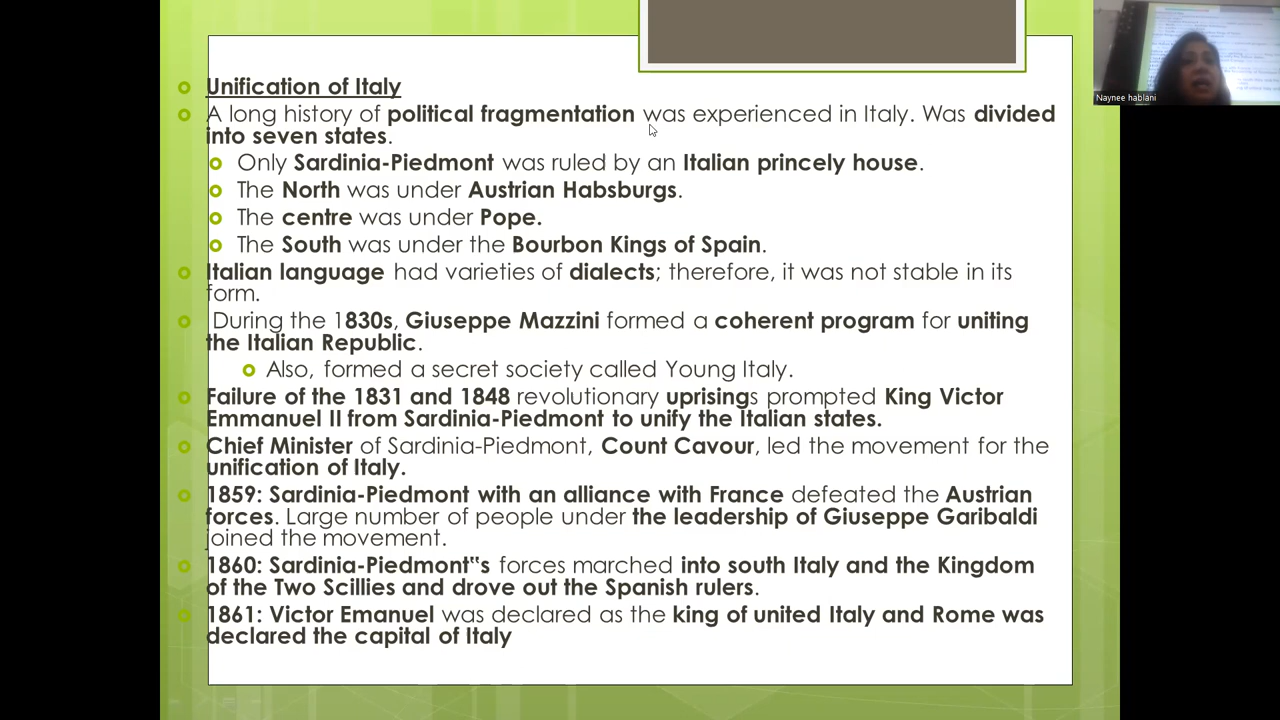 Unification of Italy
A long history of political fragmentation was experienced in Italy. Was divided
into seven states.
Only Sardinia-Piedmont was ruled by an Italian princely house.
The North was under Austrian Habsburgs.
The centre was under Pope.
The South was under the Bourbon Kings of Spain.
Italian language had varieties of dialects; therefore, it was not stable in its
form.
During the 1830s, Giuseppe Mazzini formed a coherent program for uniting
the Italian Republic.
Also, formed a secret society called Young Italy.
Failure of the 1831 and 1848 revolutionary uprisings prompted King Victor
Emmanuel II from Sardinia-Piedmont to unify the Italian states.
Chief Minister of Sardinia-Piedmont, Count Cavour, led the movement for the
unification of Italy.
1859: Sardinia-Piedmont with an alliance with France defeated the Austrian
forces. Large number of people under the leadership of Giuseppe Garibaldi
joined the movement.
1860: Sardinia-Piedmont‟s forces marched into south Italy and the Kingdom
of the Two Scillies and drove out the Spanish rulers.
1861: Victor Emanuel was declared as the king of united Italy and Rome was
declared the capital of Italy
Naynee hablani